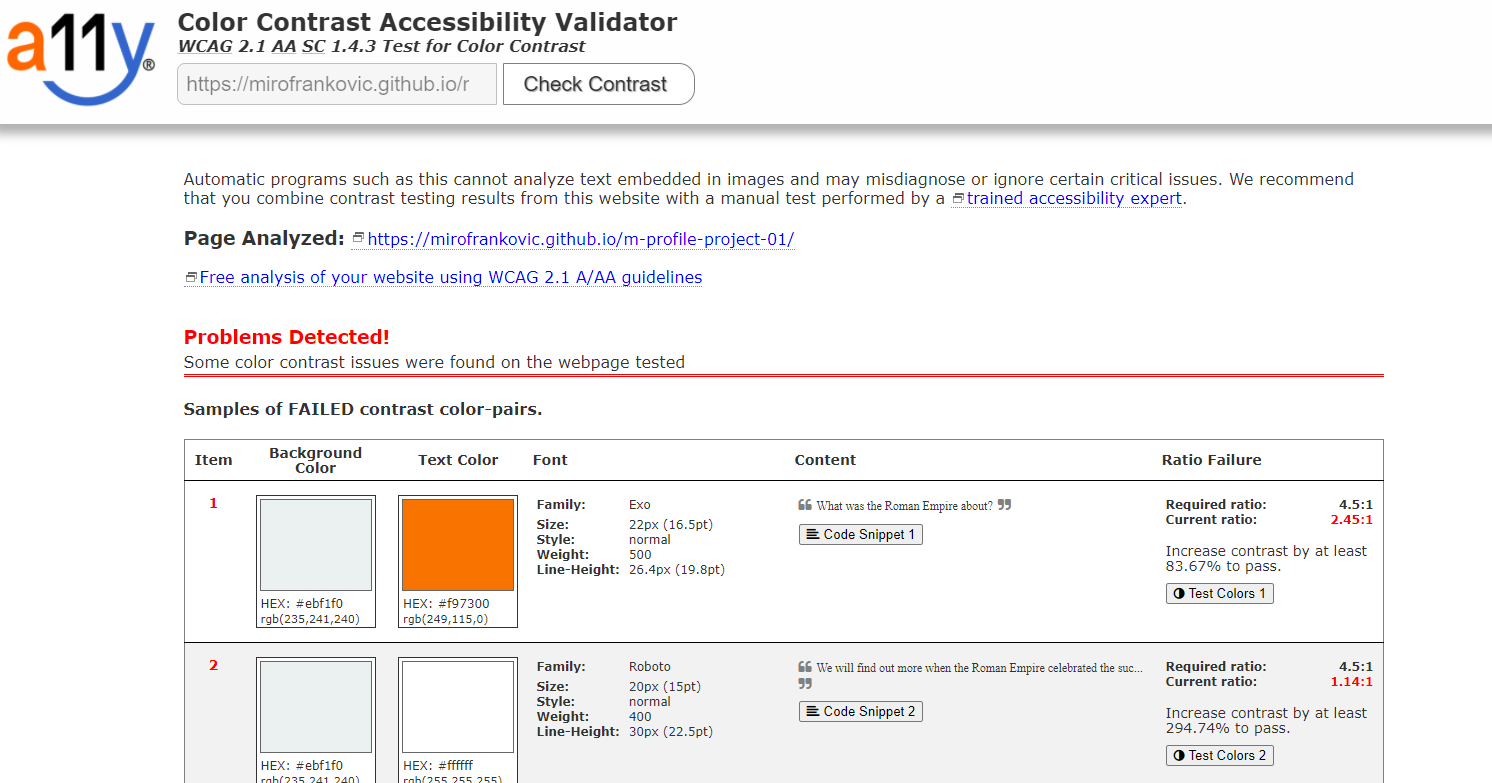 a11y®
Color Contrast Accessibility Validator
WCAG 2.1 AA SC 1.4.3 Test for Color Contrast
https://mirofrankovic.github.io/r
Check Contrast
Automatic programs such as this cannot analyze text embedded in images and may misdiagnose or ignore certain critical issues. We recommend
that you combine contrast testing results from this website with a manual test performed by a trained accessibility expert.
Page Analyzed: https://mirofrankovic.github.io/m-profile-project-01/
Free analysis of your website using WCAG 2.1 A/AA guidelines
Problems Detected!
Some color contrast issues were found on the webpage tested
Samples of FAILED contrast color-pairs.
Item Background Color Text Color Font Content Ratio Failure
1
HEX: #ebf1f0
rgb(235,241,240)
HEX: #f97300
rgb(249,115,0)
Family: Exo
Size: 22px (16.5pt)
Style: normal
Weight: 500
Line-Height: 26.4px (19.8pt)
❝ What was the Roman Empire about? ❞
Code Snippet 1
Required ratio: 4.5:1
Current ratio: 2.45:1
Increase contrast by at least
83.67% to pass.
Test Colors 1
2
HEX: #ebf1f0
rgb(235,241,240)
HEX: #ffffff
rgb(255,255,255)
Family: Roboto
Size: 20px (15pt)
Style: normal
Weight: 400
Line-Height: 30px (22.5pt)
❝ We will find out more when the Roman Empire celebrated the suc...
❞
Code Snippet 2
Required ratio: 4.5:1
Current ratio: 1.14:1
Increase contrast by at least
294.74% to pass.
Test Colors 2